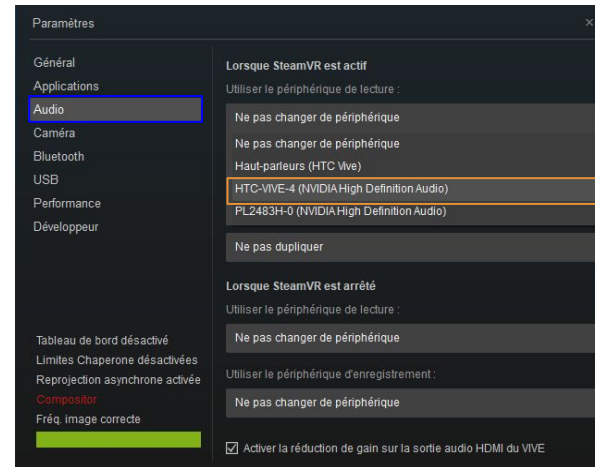 Paramètres
×
Général
Applications
Audio
Caméra
Bluetooth
USB
Performance
Développeur
Tableau de bord désactivé
Limites Chaperone désactivées
Reprojection asynchrone activée
Compositor
Fréq. image correcte
Lorsque SteamVR est actif
Utiliser le périphérique de lecture :
Ne pas changer de périphérique
Ne pas changer de périphérique
Haut-parleurs (HTC Vive)
HTC-VIVE-4 (NVIDIA High Definition Audio)
PL2483H-0 (NVIDIA High Definition Audio)
Ne pas dupliquer
Lorsque SteamVR est arrêté
Utiliser le périphérique de lecture :
Ne pas changer de périphérique
Utiliser le périphérique d'enregistrement :
Ne pas changer de périphérique
Activer la réduction de gain sur la sortie audio HDMI du VIVE